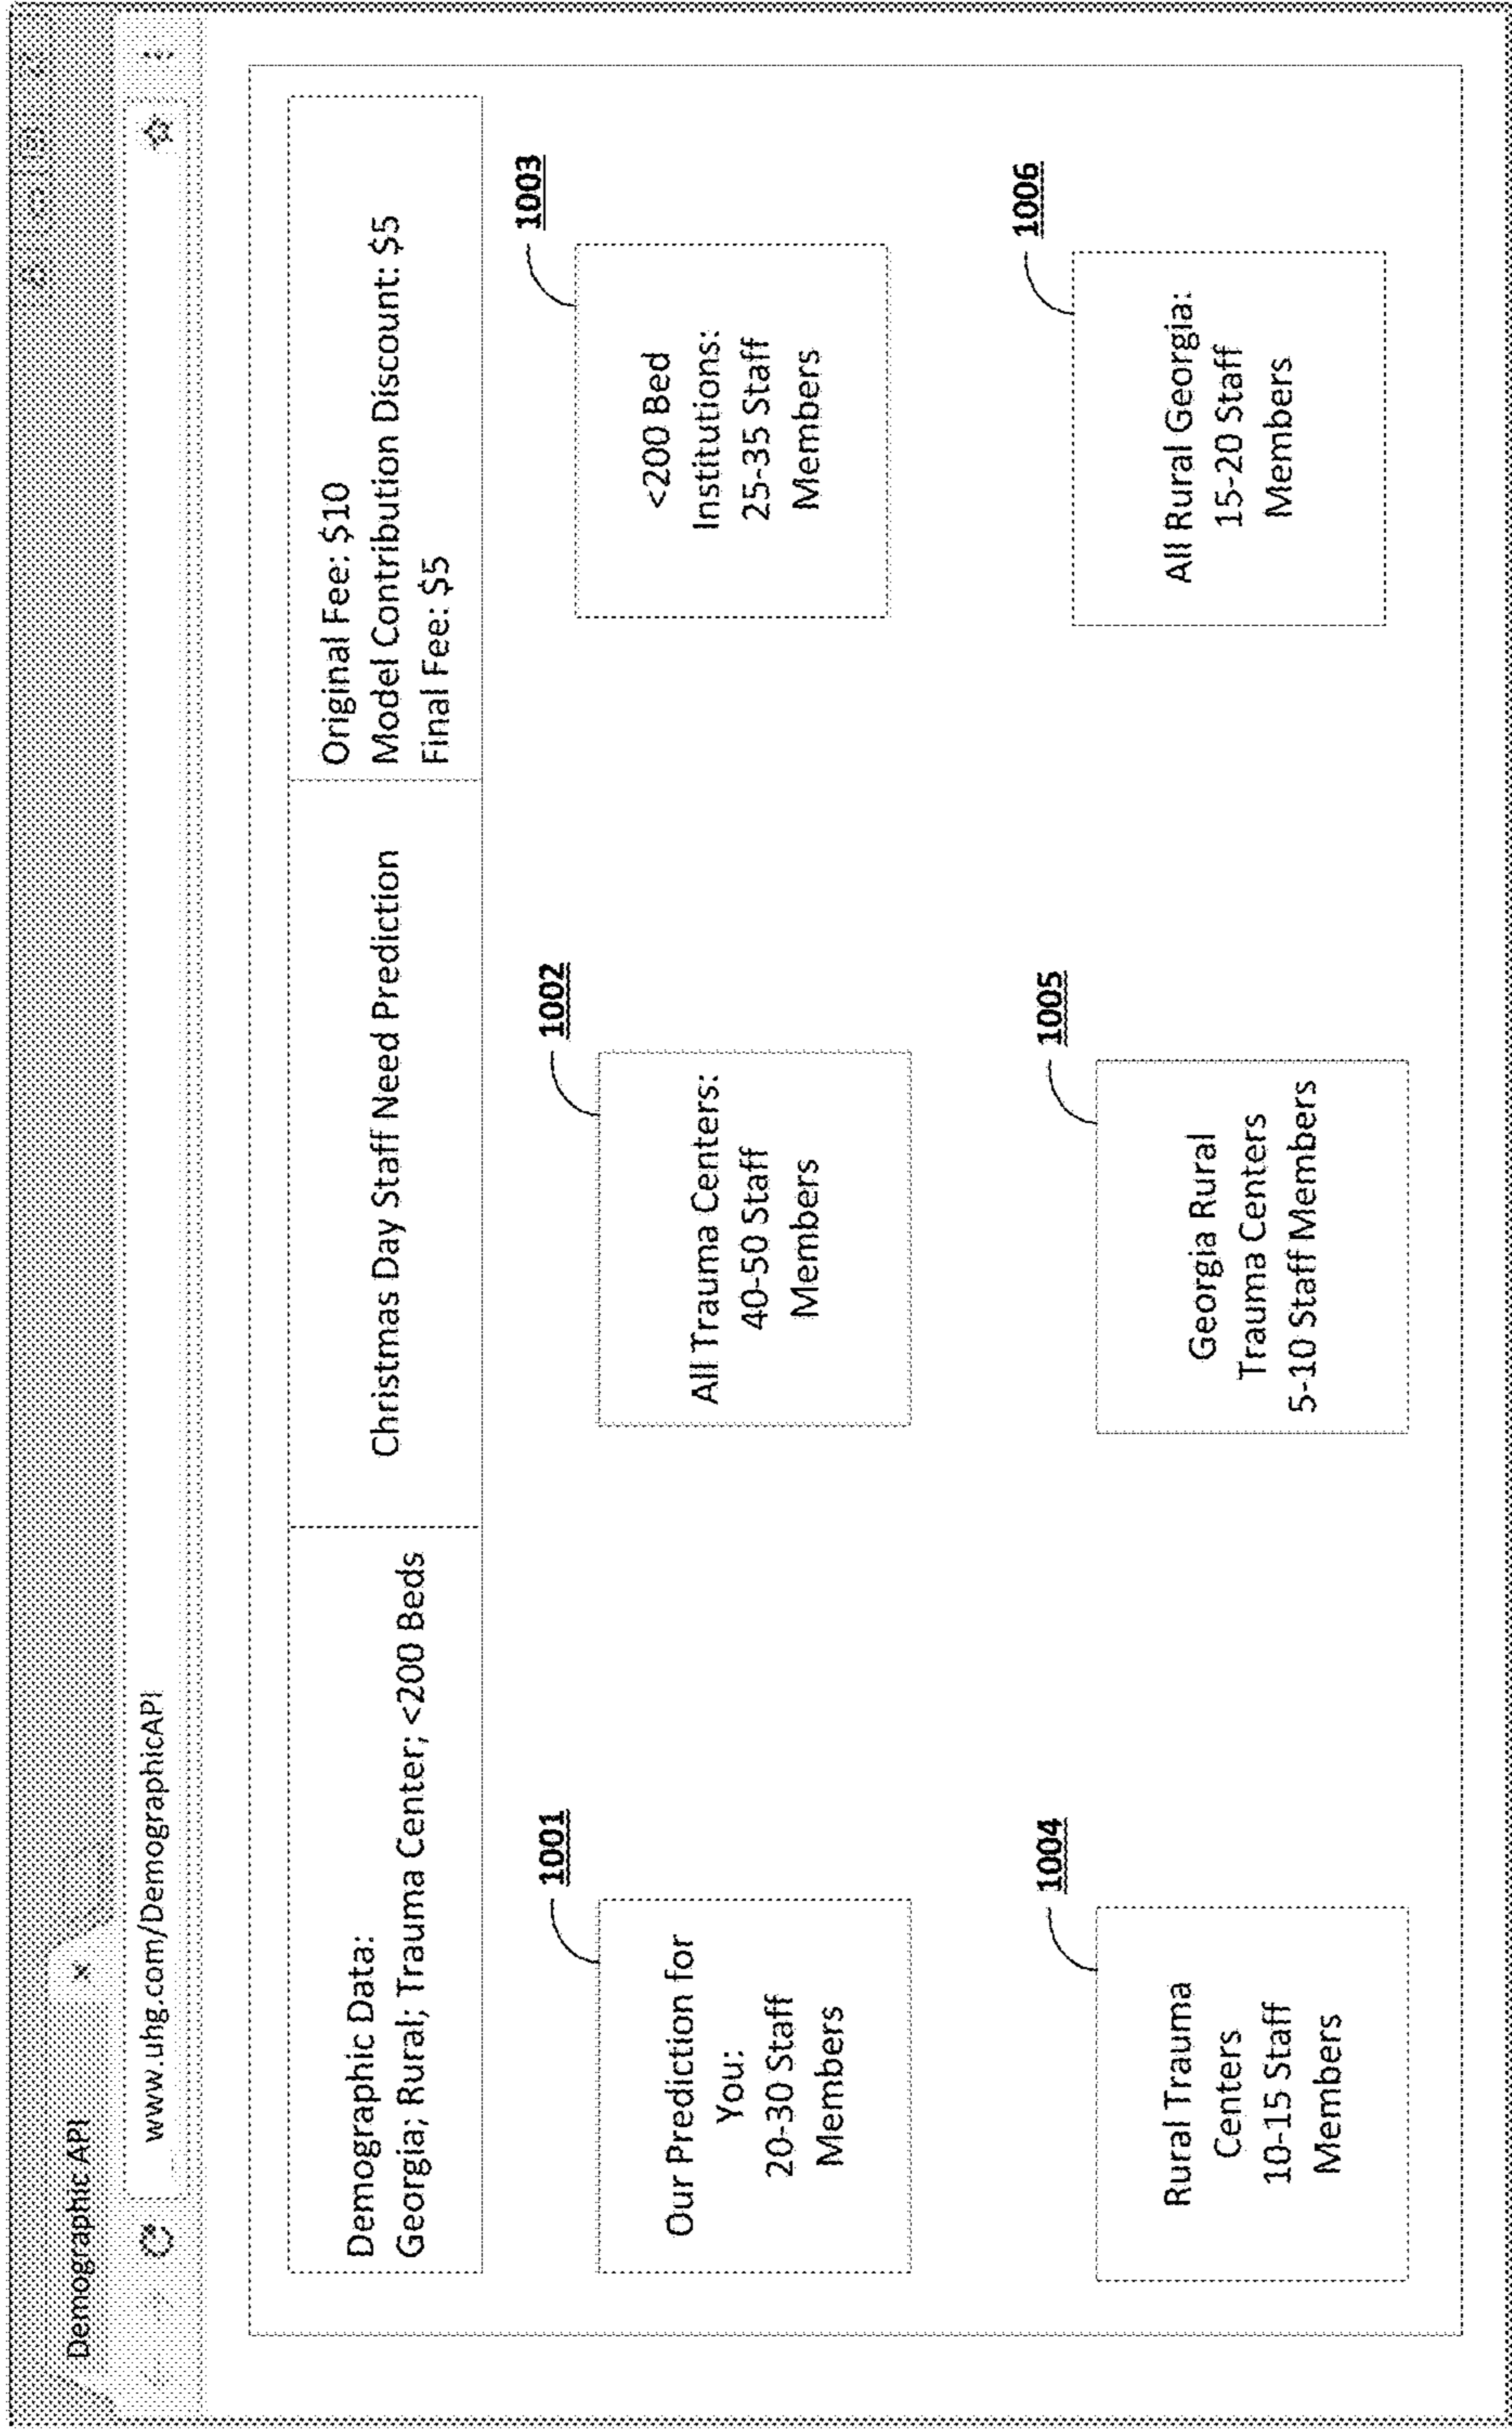 Demographic API
www.uhg.com/DemographicAPI
Demographic Data:
Georgia; Rural; Trauma Center; <200 Beds
Christmas Day Staff Need Prediction
Original Fee: $10
Model Contribution Discount: $5
Final Fee: $5
1001
Our Prediction for
You:
20-30 Staff
Members
1002
All Trauma Centers:
40-50 Staff
Members
1003
<200 Bed
Institutions:
25-35 Staff
Members
1004
Rural Trauma
Centers
10-15 Staff
Members
1005
Georgia Rural
Trauma Centers
5-10 Staff Members
1006
All Rural Georgia:
15-20 Staff
Members